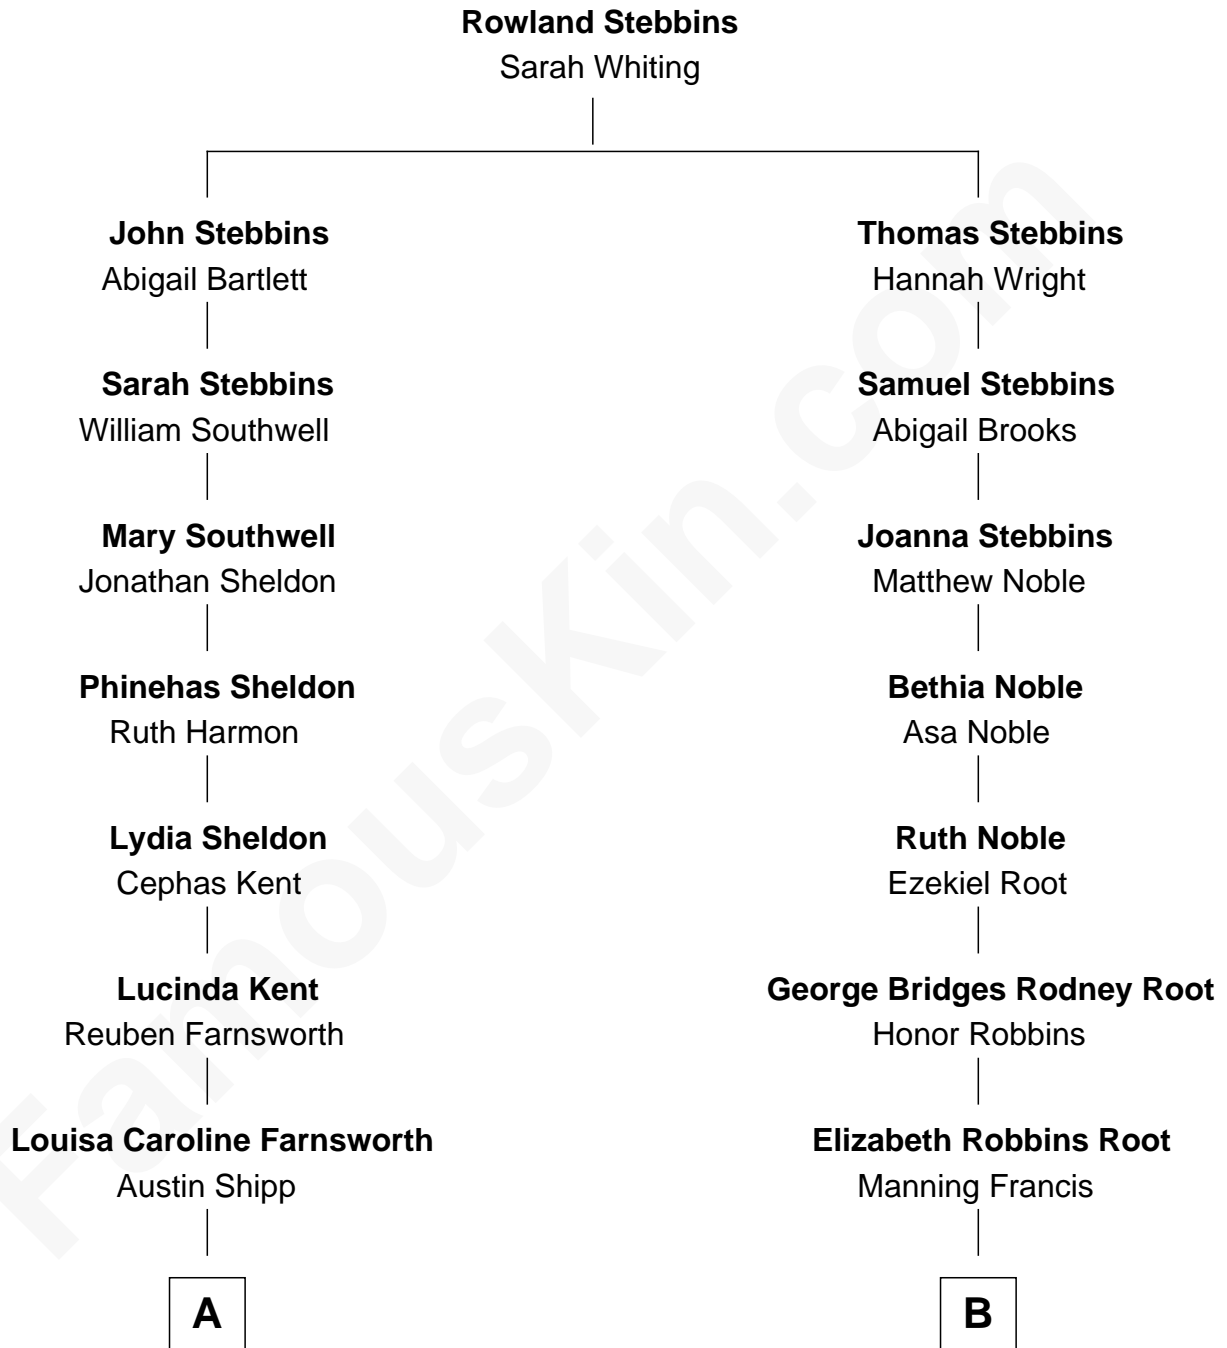 Rowland Stebbins
Sarah Whiting
John Stebbins
Abigail Bartlett
Sarah Stebbins
William Southwell
Mary Southwell
Jonathan Sheldon
Phinehas Sheldon
Ruth Harmon
Lydia Sheldon
Cephas Kent
Lucinda Kent
Reuben Farnsworth
Louisa Caroline Farnsworth
Austin Shipp
A
Thomas Stebbins
Hannah Wright
Samuel Stebbins
Abigail Brooks
Joanna Stebbins
Matthew Noble
Bethia Noble
Asa Noble
Ruth Noble
Ezekiel Root
George Bridges Rodney Root
Honor Robbins
Elizabeth Robbins Root
Manning Francis
B
FamousKin.com